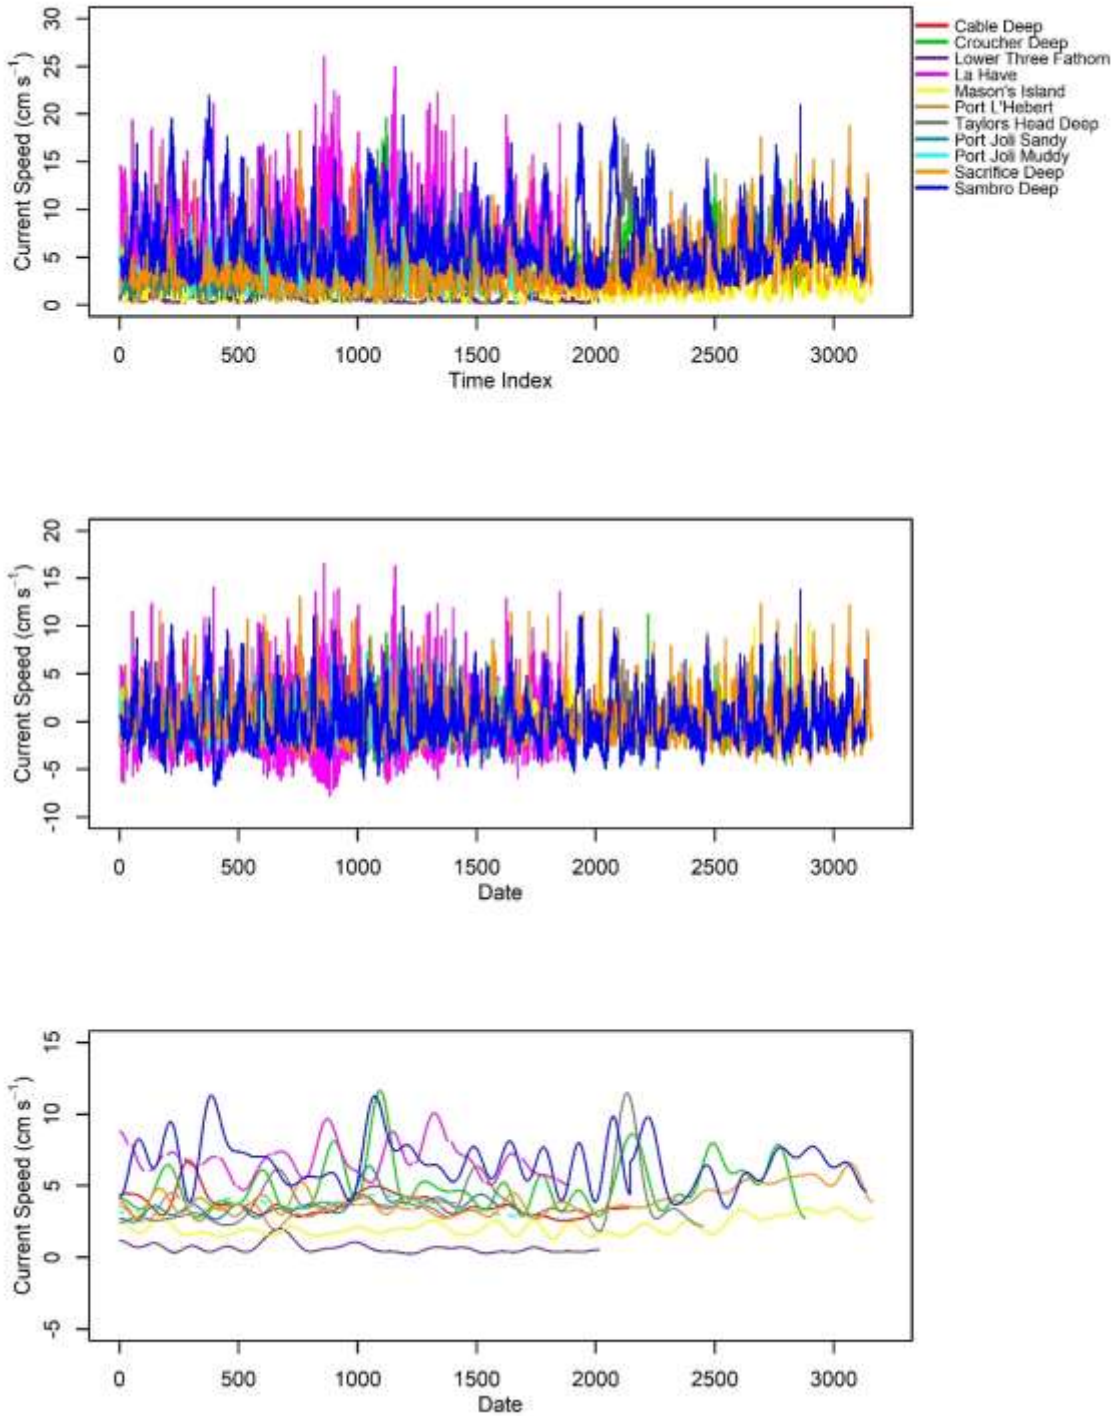 30
25
20
15
10
5
0
Current Speed (cm s⁻¹)
0 500 1000 1500 2000 2500 3000
Time Index
Cable Deep
Croucher Deep
Lower Three Fathom
La Have
Mason's Island
Port L'Hebert
Taylors Head Deep
Port Joli Sandy
Port Joli Muddy
Sacrifice Deep
Sambro Deep
20
15
10
5
0
-5
-10
Current Speed (cm s⁻¹)
0 500 1000 1500 2000 2500 3000
Date
15
10
5
0
-5
Current Speed (cm s⁻¹)
0 500 1000 1500 2000 2500 3000
Date